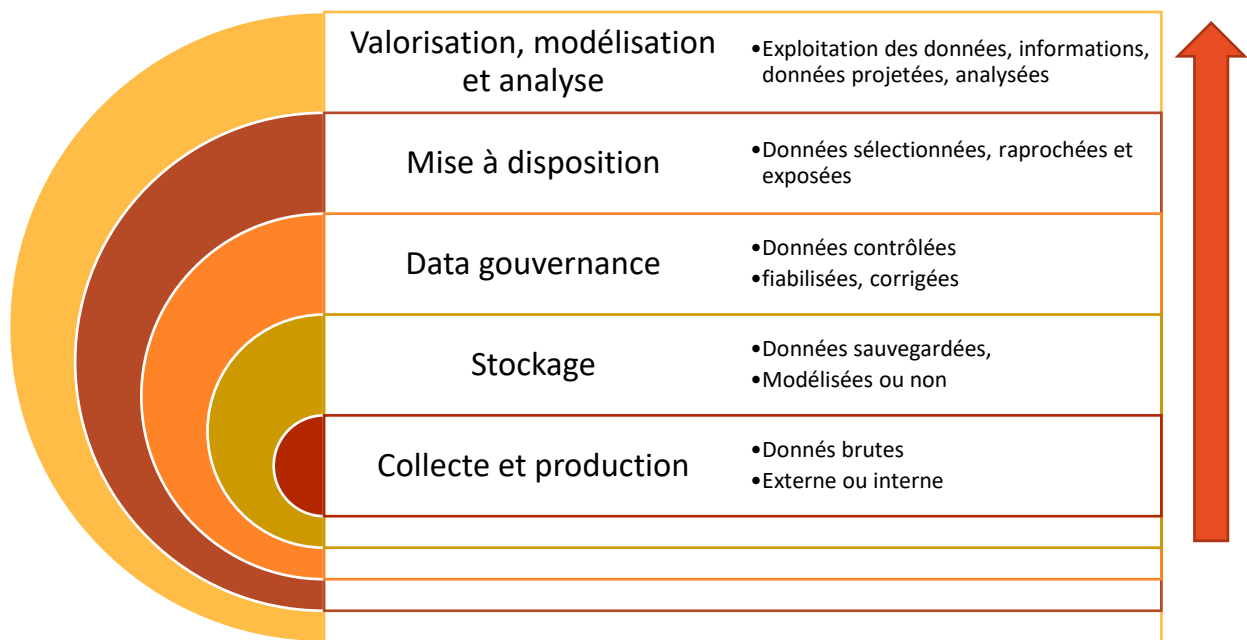 Valorisation, modélisation
et analyse
•Exploitation des données, informations,
données projetées, analysées
Mise à disposition
•Données sélectionnées, raprochées et
exposées
Data gouvernance
•Données contrôlées
•fiabilisées, corrigées
Stockage
•Données sauvegardées,
•Modélisées ou non
Collecte et production
•Donnés brutes
•Externe ou interne